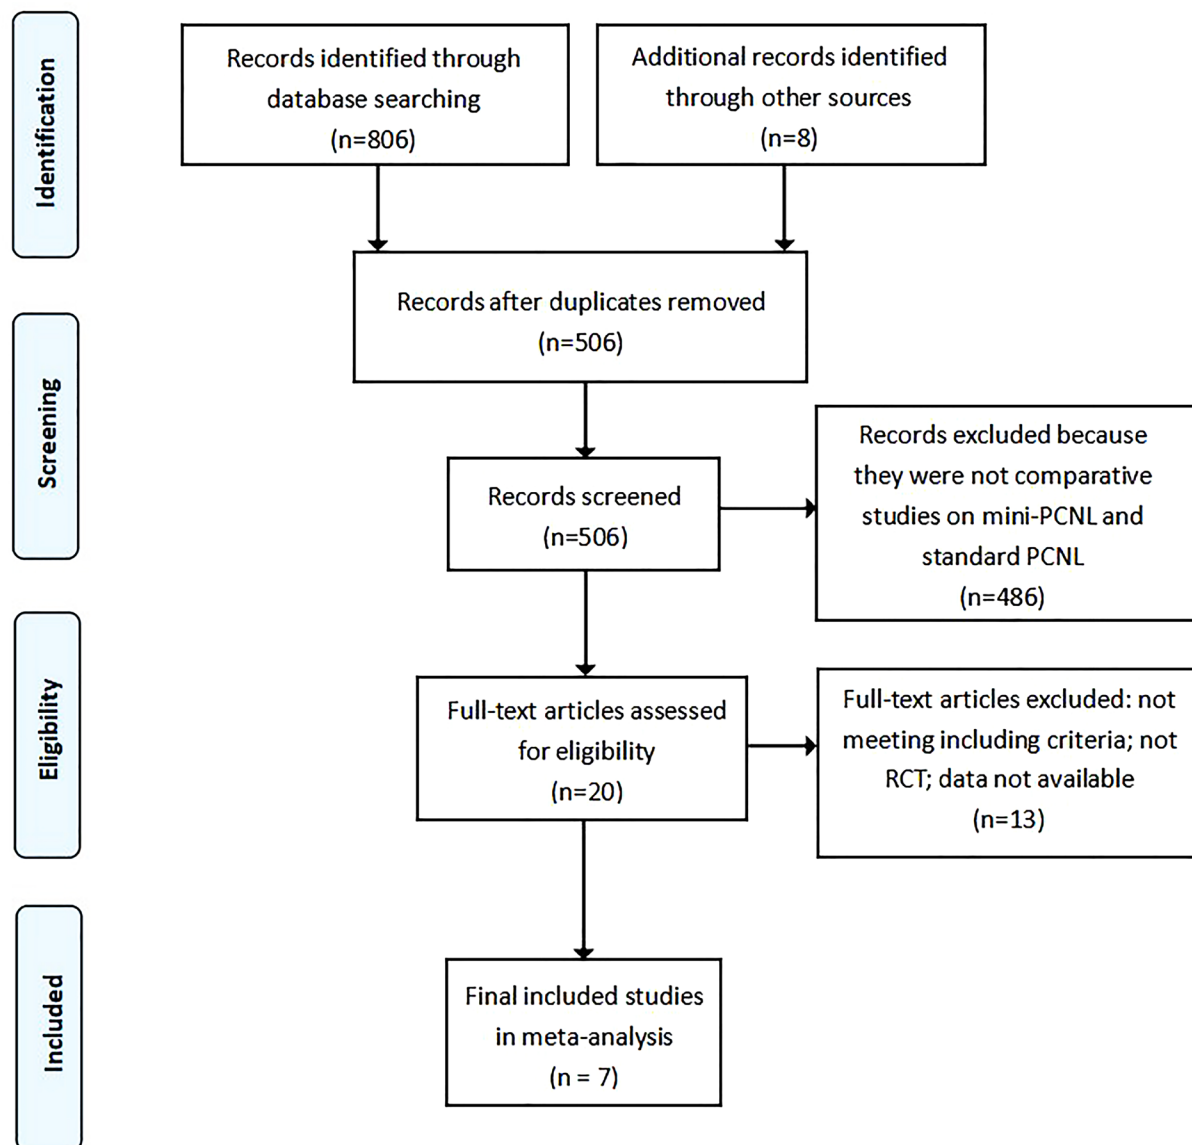 Identification
Records identified through
database searching
(n=806)
Additional records identified
through other sources
(n=8)
Records after duplicates removed
(n=506)
Screening
Records screened
(n=506)
Records excluded because
they were not comparative
studies on mini-PCNL and
standard PCNL
(n=486)
Eligibility
Full-text articles assessed
for eligibility
(n=20)
Full-text articles excluded: not
meeting including criteria; not
RCT; data not available
(n=13)
Included
Final included studies
in meta-analysis
(n = 7)